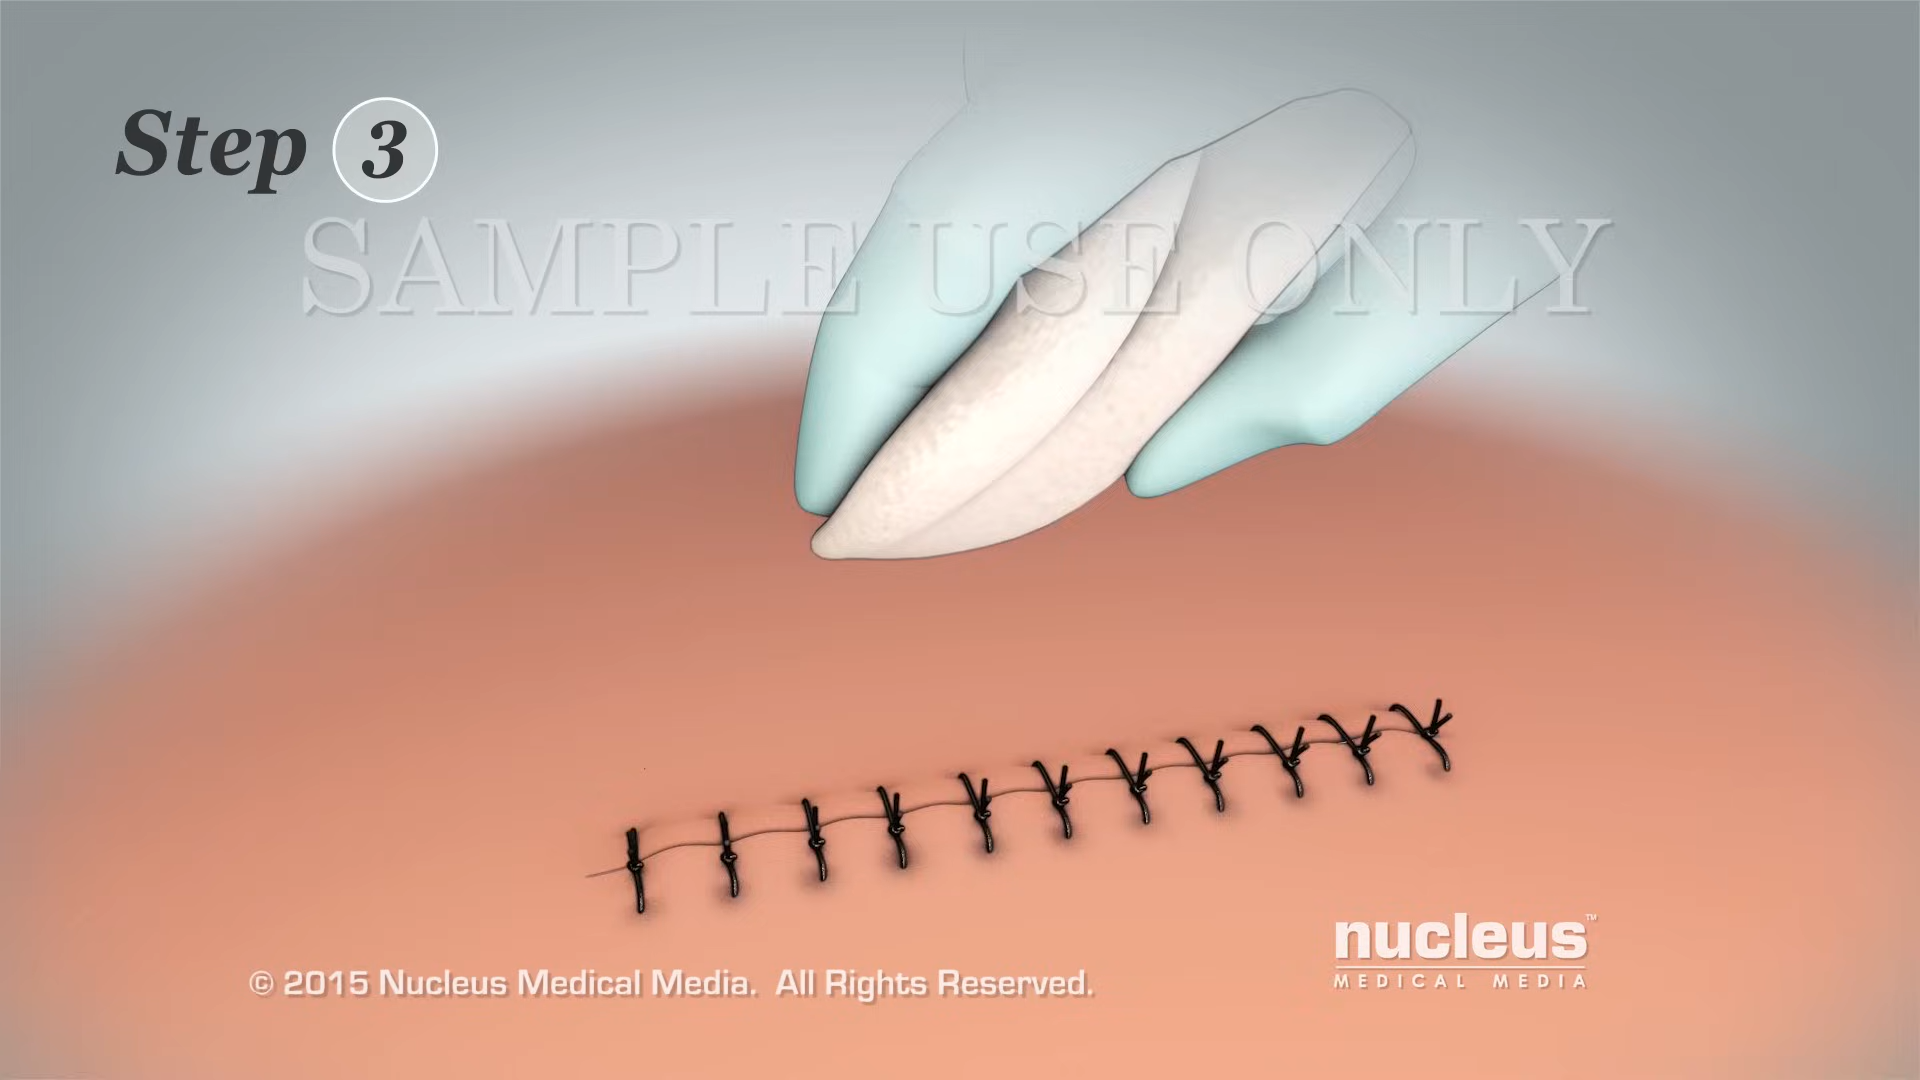 Step 3
SAMPLE USE ONLY
nucleus™
MEDICAL MEDIA
© 2015 Nucleus Medical Media. All Rights Reserved.